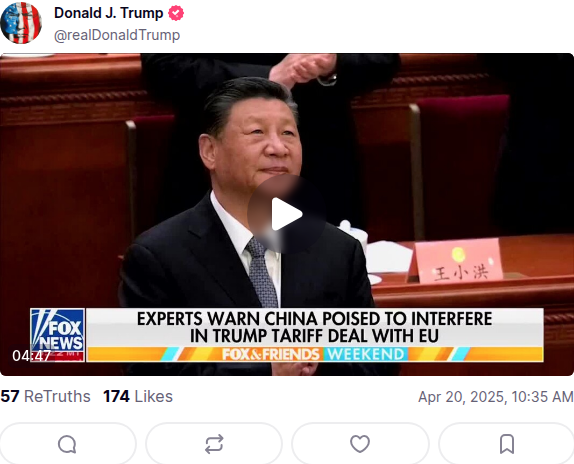 Donald J. Trump
@realDonaldTrump
王小洪
EXPERTS WARN CHINA POISED TO INTERFERE
IN TRUMP TARIFF DEAL WITH EU
FOX
NEWS
04:47
FOX&FRIENDS WEEKEND
57 ReTruths 174 Likes
Apr 20, 2025, 10:35 AM